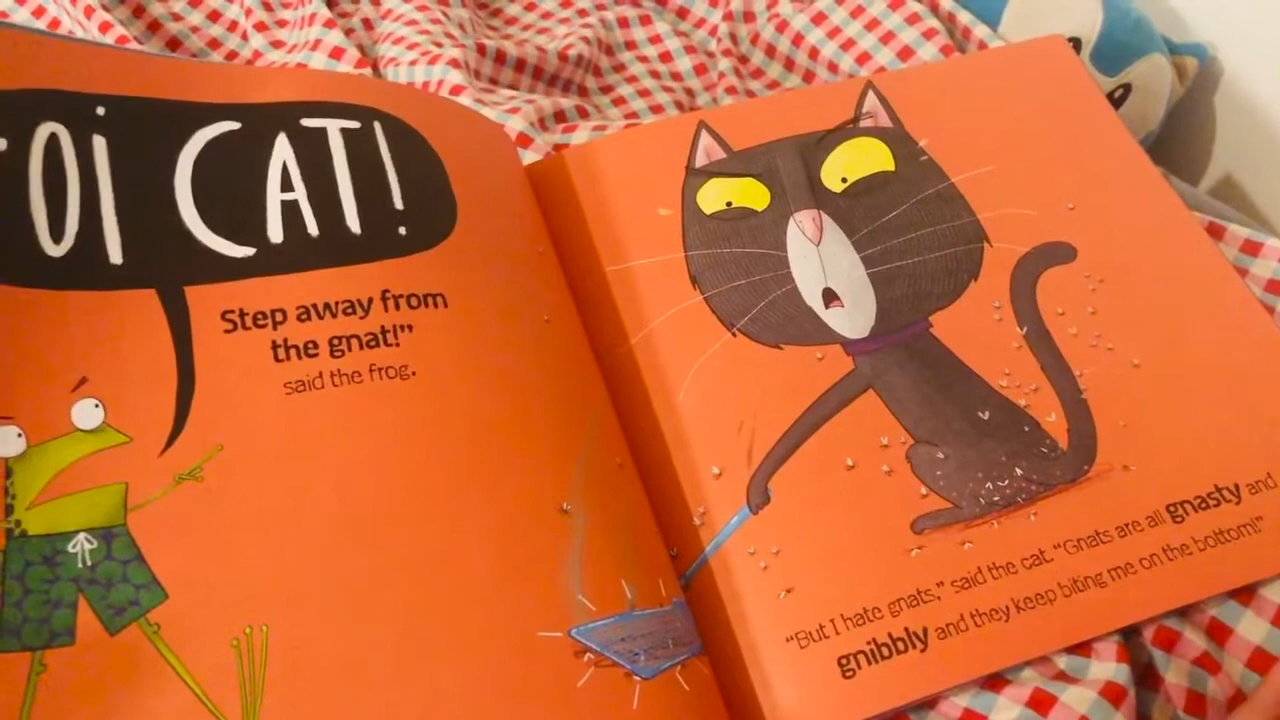 OI CAT!
Step away from
the gnat!”
said the frog.
“But I hate gnats,” said the cat. “Gnats are all gnasty and
gnibbly and they keep biting me on the bottom!”